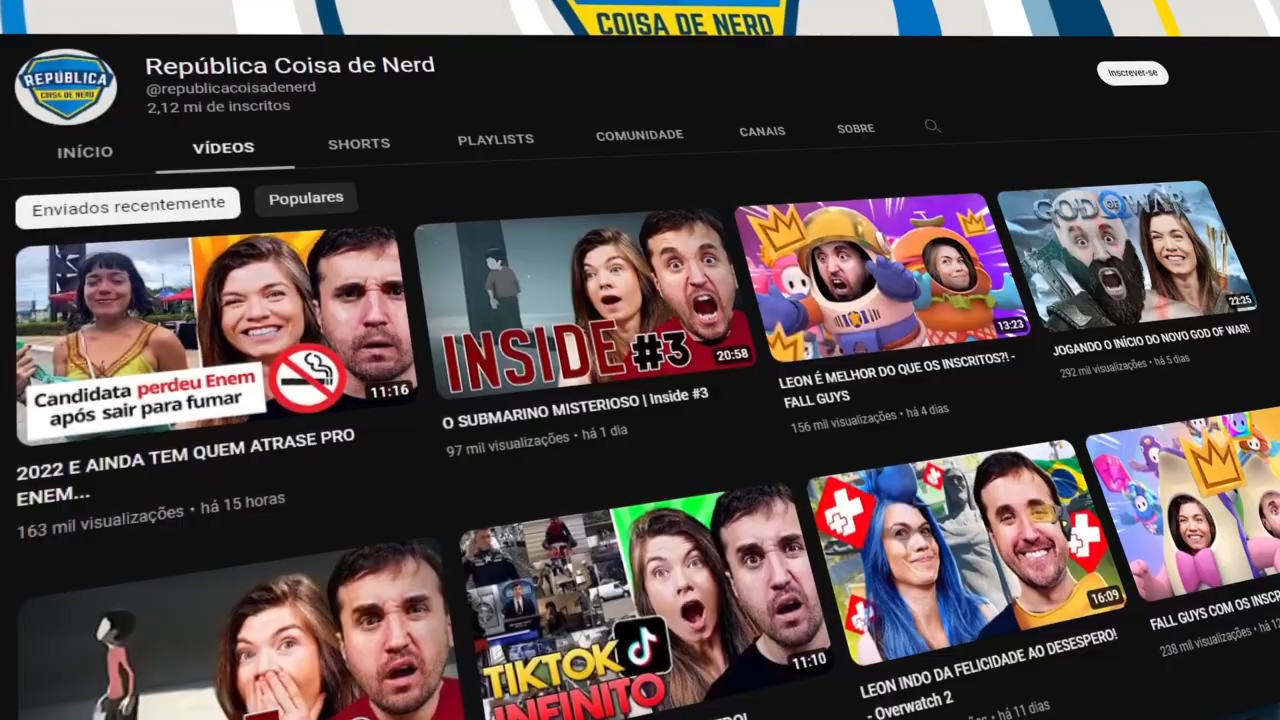 COISA DE NERD
REPÚBLICA
COISA DE NERD
República Coisa de Nerd
@republicacoisadenerd
2,12 mi de inscritos
Inscrever-se
INÍCIO
VÍDEOS
SHORTS
PLAYLISTS
COMUNIDADE
CANAIS
SOBRE
Enviados recentemente
Populares
Candidata perdeu Enem
após sair para fumar
11:16
2022 E AINDA TEM QUEM ATRASE PRO
ENEM...
163 mil visualizações • há 15 horas
INSIDE #3
20:58
O SUBMARINO MISTERIOSO | Inside #3
97 mil visualizações • há 1 dia
13:23
LEON É MELHOR DO QUE OS INSCRITOS?! -
FALL GUYS
156 mil visualizações • há 4 dias
GOD OF WAR
22:25
JOGANDO O INÍCIO DO NOVO GOD OF WAR!
292 mil visualizações • há 5 dias
TIKTOK
INFINITO
11:10
16:09
LEON INDO DA FELICIDADE AO DESESPERO!
- Overwatch 2
há 11 dias
FALL GUYS COM OS
238 mil visualizações • há